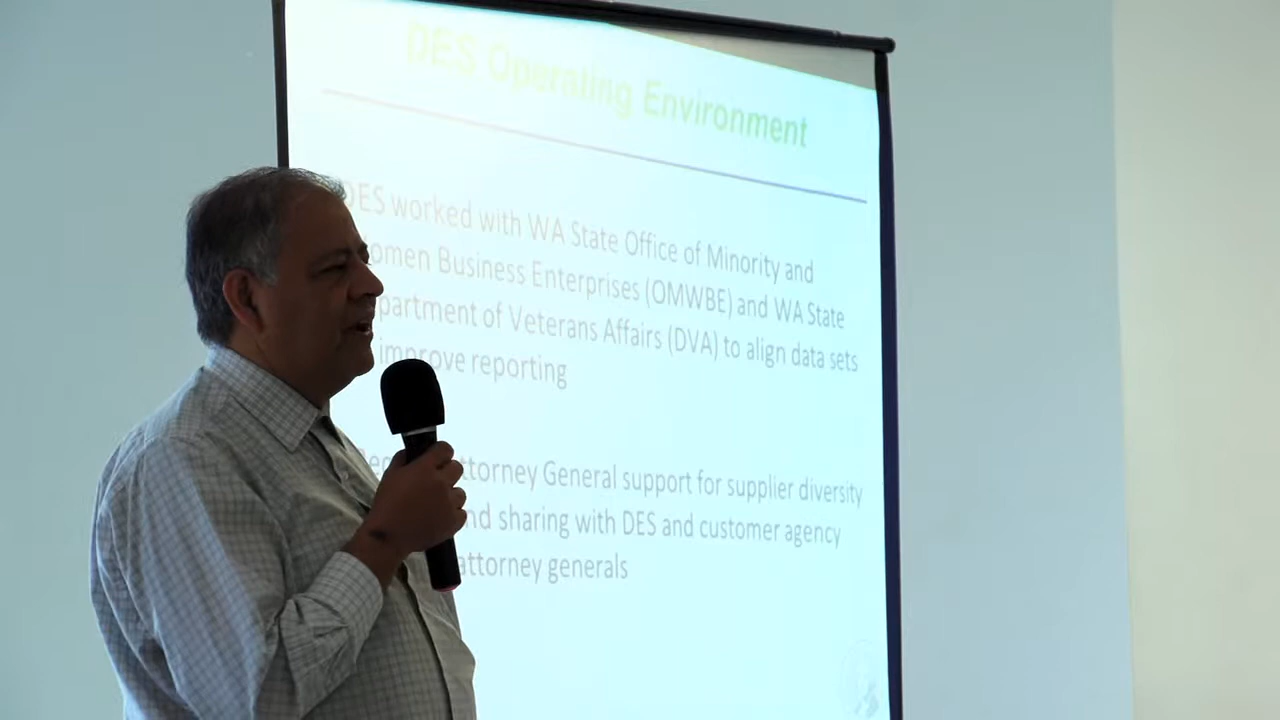 DES Operating Environment
DES worked with WA State Office of Minority and
omen Business Enterprises (OMWBE) and WA State
partment of Veterans Affairs (DVA) to align data sets
improve reporting
ttorney General support for supplier diversity
nd sharing with DES and customer agency
attorney generals